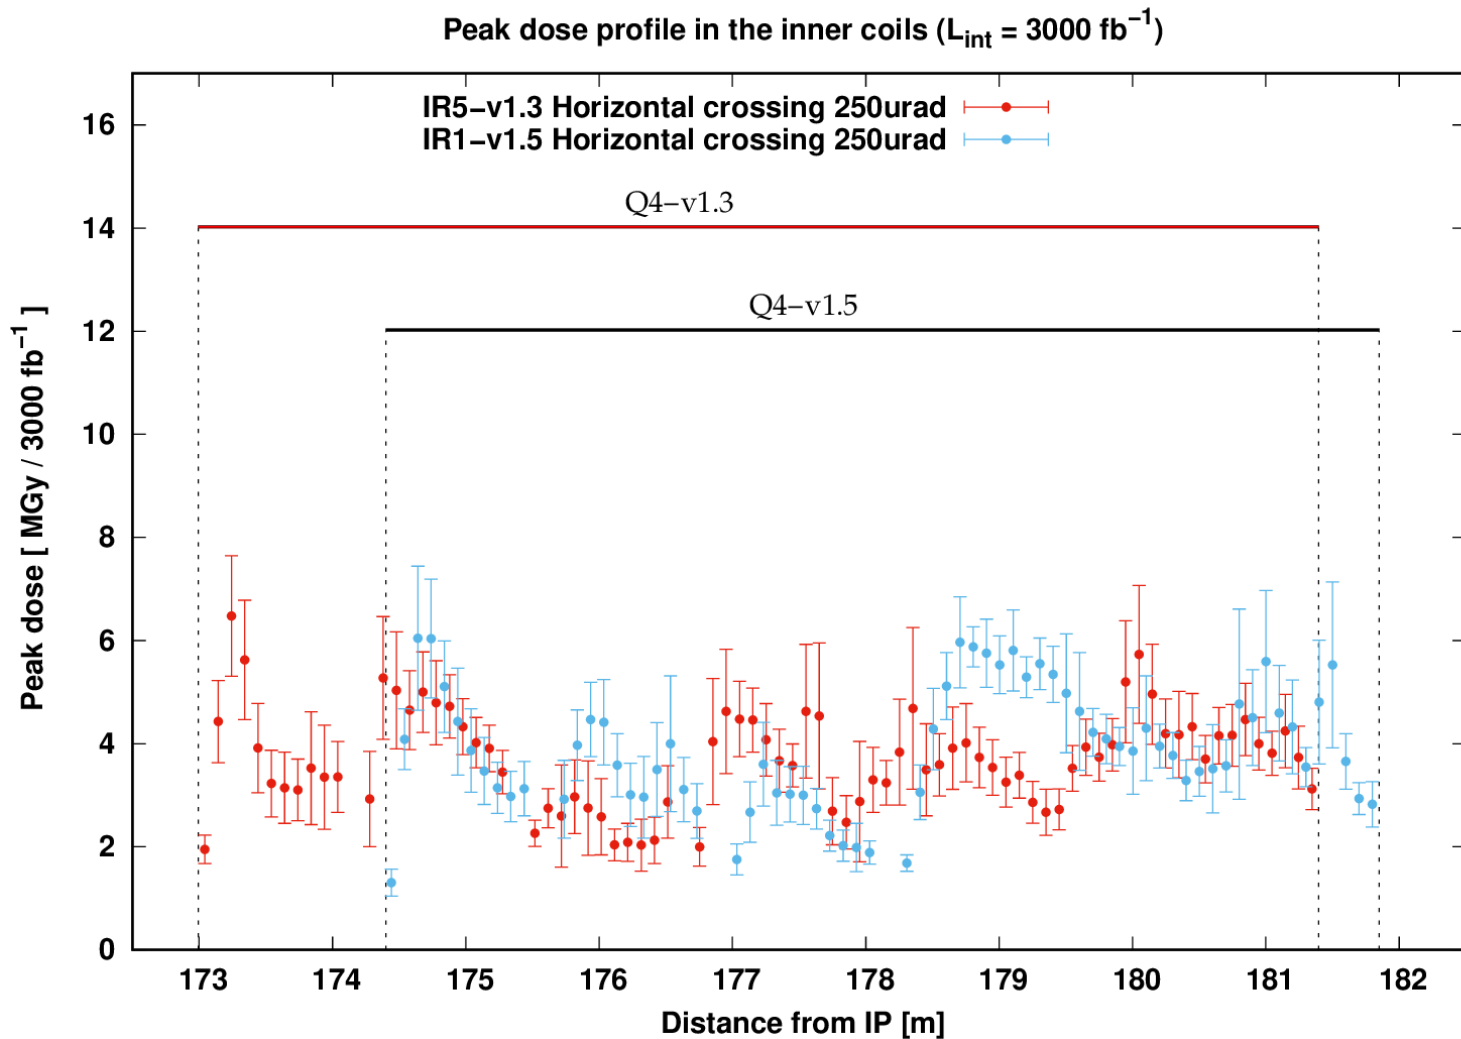 Peak dose profile in the inner coils (Lint = 3000 fb−1)
IR5−v1.3 Horizontal crossing 250urad
IR1−v1.5 Horizontal crossing 250urad
Q4−v1.3
Q4−v1.5
Peak dose [ MGy / 3000 fb−1 ]
16
14
12
10
8
6
4
2
0
173 174 175 176 177 178 179 180 181 182
Distance from IP [m]